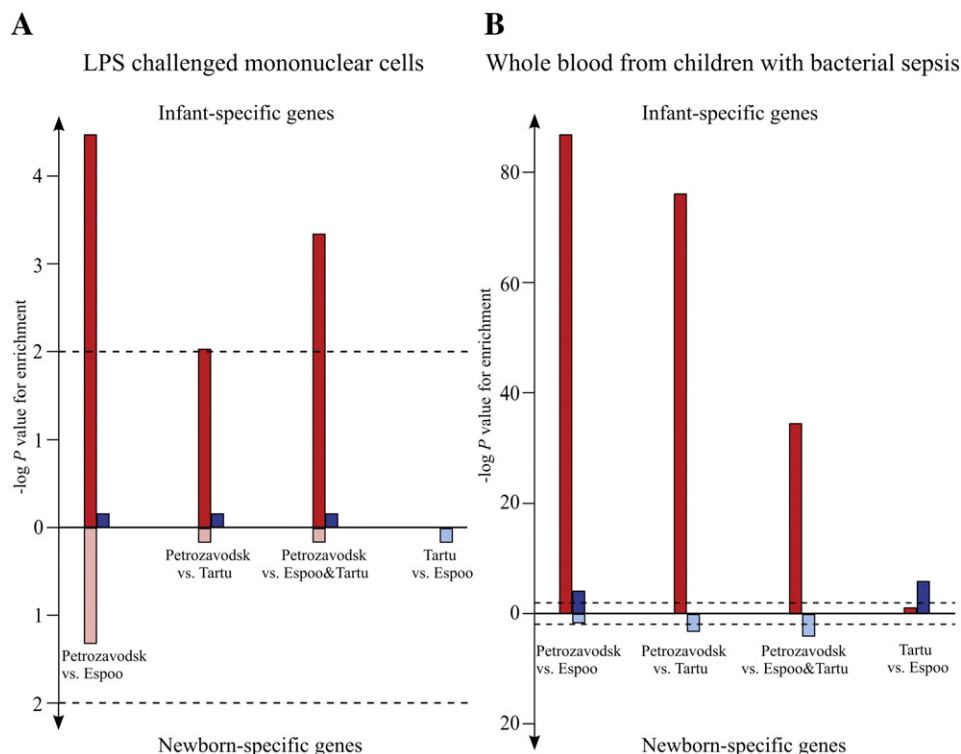 A
LPS challenged mononuclear cells
Infant-specific genes
-log P value for enrichment
4
3
2
1
0
1
2
Petrozavodsk
vs. Espoo
Petrozavodsk
vs. Tartu
Petrozavodsk
vs. Espoo&Tartu
Tartu
vs. Espoo
Newborn-specific genes
B
Whole blood from children with bacterial sepsis
Infant-specific genes
-log P value for enrichment
80
60
40
20
0
20
Petrozavodsk
vs. Espoo
Petrozavodsk
vs. Tartu
Petrozavodsk
vs. Espoo&Tartu
Tartu
vs. Espoo
Newborn-specific genes